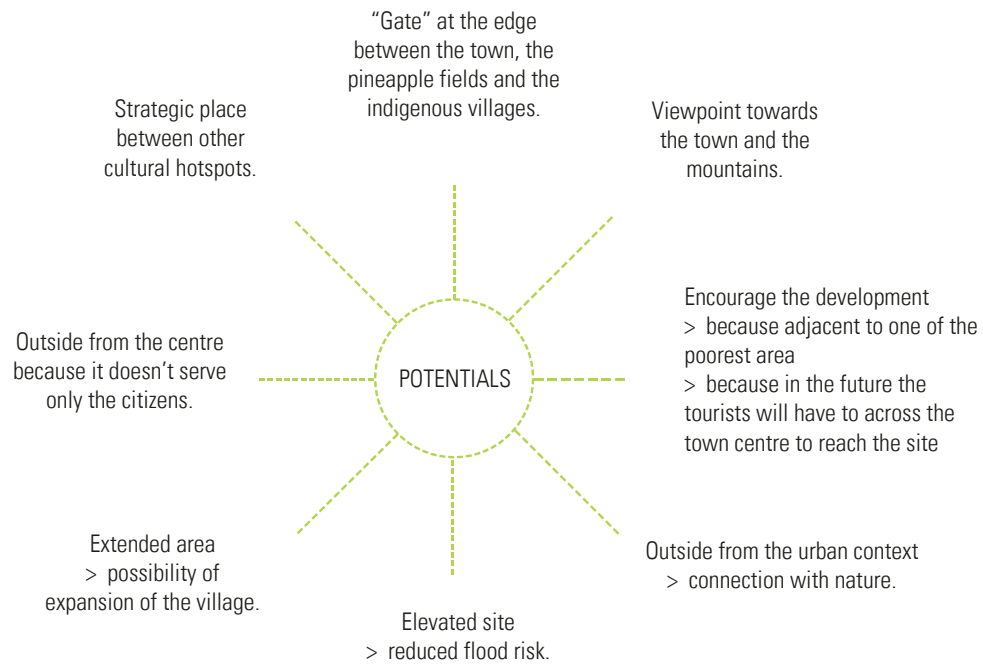 “Gate” at the edge
between the town, the
pineapple fields and the
indigenous villages.
Strategic place
between other
cultural hotspots.
Viewpoint towards
the town and the
mountains.
Outside from the centre
because it doesn’t serve
only the citizens.
POTENTIALS
Encourage the development
> because adjacent to one of the
poorest area
> because in the future the
tourists will have to across the
town centre to reach the site
Extended area
> possibility of
expansion of the village.
Elevated site
> reduced flood risk.
Outside from the urban context
> connection with nature.